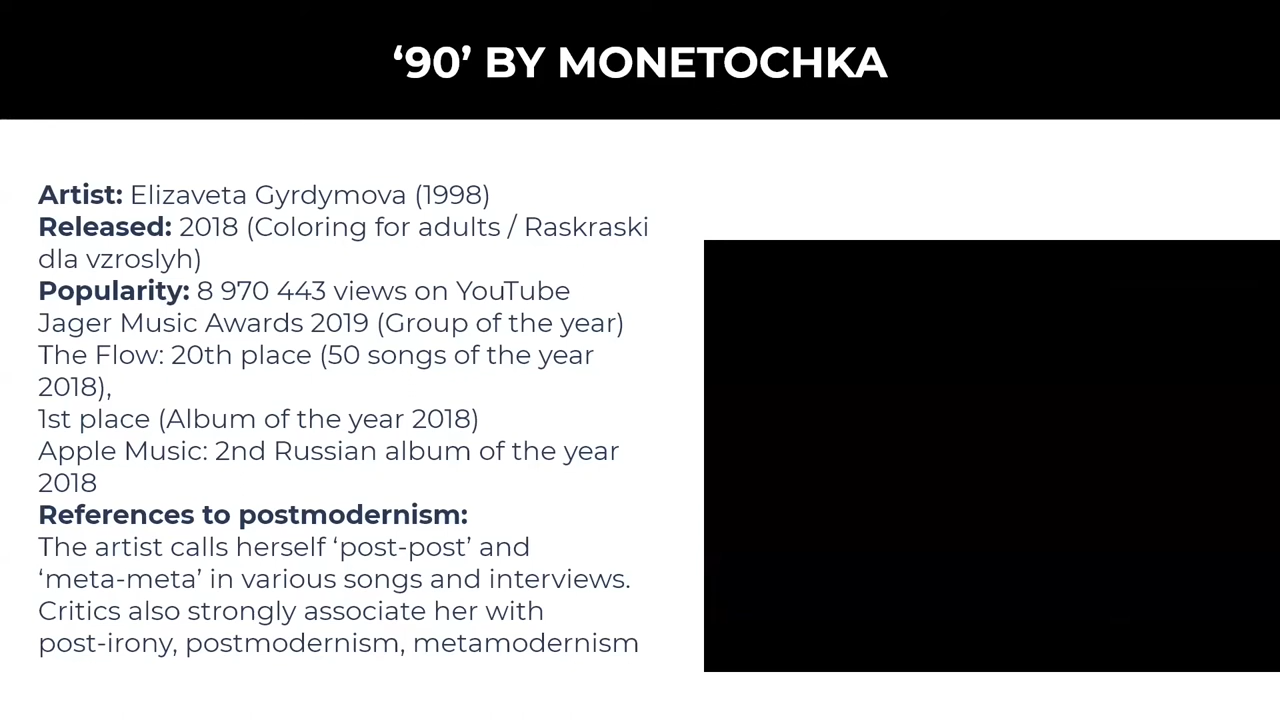 ‘90’ BY MONETOCHKA
Artist: Elizaveta Gyrdymova (1998)
Released: 2018 (Coloring for adults / Raskraski
dla vzroslyh)
Popularity: 8 970 443 views on YouTube
Jager Music Awards 2019 (Group of the year)
The Flow: 20th place (50 songs of the year
2018),
1st place (Album of the year 2018)
Apple Music: 2nd Russian album of the year
2018
References to postmodernism:
The artist calls herself ‘post-post’ and
‘meta-meta’ in various songs and interviews.
Critics also strongly associate her with
post-irony, postmodernism, metamodernism